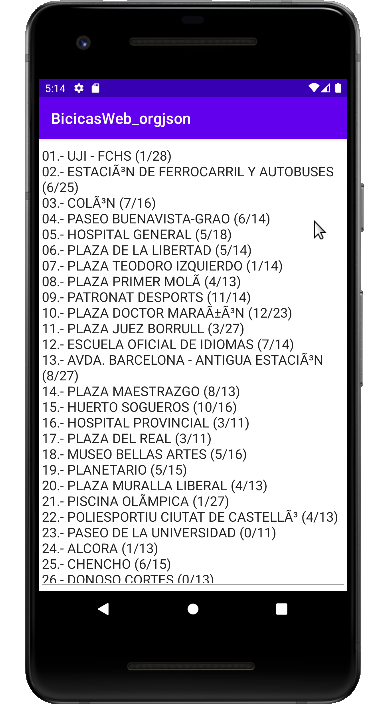 5:14
BicicasWeb_orgjson
01.- UJI - FCHS (1/28)
02.- ESTACIÃ³N DE FERROCARRIL Y AUTOBUSES
(6/25)
03.- COLÃ³N (7/16)
04.- PASEO BUENAVISTA-GRAO (6/14)
05.- HOSPITAL GENERAL (5/18)
06.- PLAZA DE LA LIBERTAD (5/14)
07.- PLAZA TEODORO IZQUIERDO (1/14)
08.- PLAZA PRIMER MOLÃ (4/13)
09.- PATRONAT DESPORTS (11/14)
10.- PLAZA DOCTOR MARAÃ±Ã³N (12/23)
11.- PLAZA JUEZ BORRULL (3/27)
12.- ESCUELA OFICIAL DE IDIOMAS (7/14)
13.- AVDA. BARCELONA - ANTIGUA ESTACIÃ³N
(8/27)
14.- PLAZA MAESTRAZGO (8/13)
15.- HUERTO SOGUEROS (10/16)
16.- HOSPITAL PROVINCIAL (3/11)
17.- PLAZA DEL REAL (3/11)
18.- MUSEO BELLAS ARTES (5/16)
19.- PLANETARIO (5/15)
20.- PLAZA MURALLA LIBERAL (4/13)
21.- PISCINA OLÃMPICA (1/27)
22.- POLIESPORTIU CIUTAT DE CASTELLÃ³ (4/13)
23.- PASEO DE LA UNIVERSIDAD (0/11)
24.- ALCORA (1/13)
25.- CHENCHO (6/15)
26.- DONOSO CORTES (0/13)